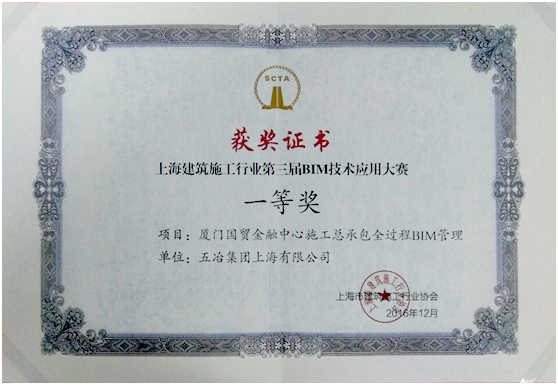 SCTA
获奖证书
上海建筑施工行业第三届BIM技术应用大赛
一等奖
项目：厦门国贸金融中心施工总承包全过程BIM管理
单位：五冶集团上海有限公司
上海市建筑施工行业协会
2016年12月